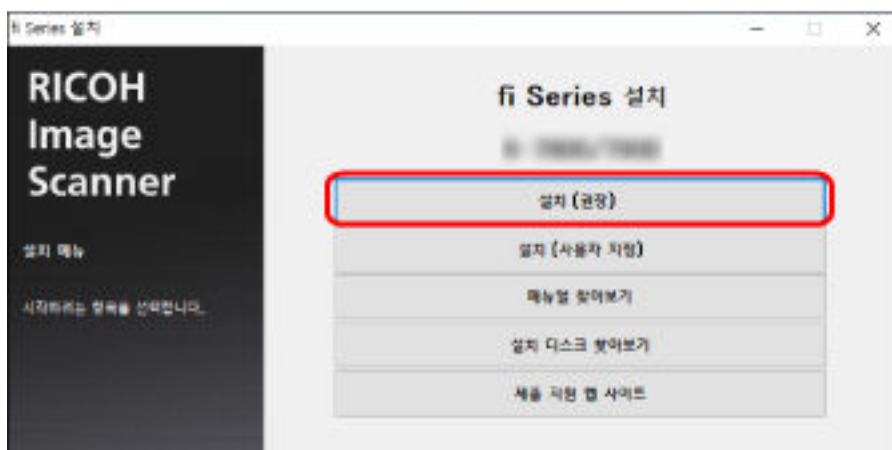 fi Series 설치
RICOH
Image
Scanner
설치 메뉴
시작하려는 항목을 선택합니다.
fi Series 설치
설치 (권장)
설치 (사용자 지정)
매뉴얼 찾아보기
설치 디스크 찾아보기
제품 지원 웹 사이트